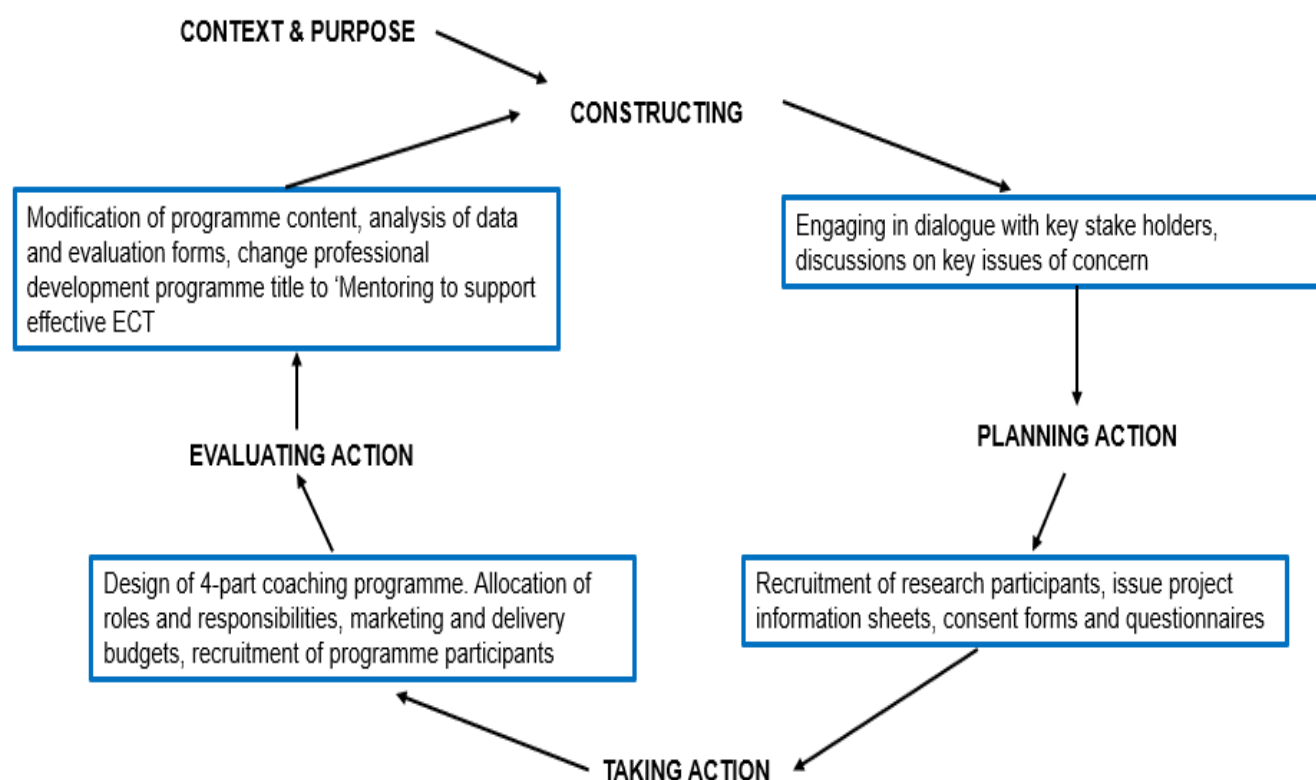 CONTEXT & PURPOSE
CONSTRUCTING
Engaging in dialogue with key stake holders,
discussions on key issues of concern
PLANNING ACTION
Recruitment of research participants, issue project
information sheets, consent forms and questionnaires
TAKING ACTION
Design of 4-part coaching programme. Allocation of
roles and responsibilities, marketing and delivery
budgets, recruitment of programme participants
EVALUATING ACTION
Modification of programme content, analysis of data
and evaluation forms, change professional
development programme title to ‘Mentoring to support
effective ECT